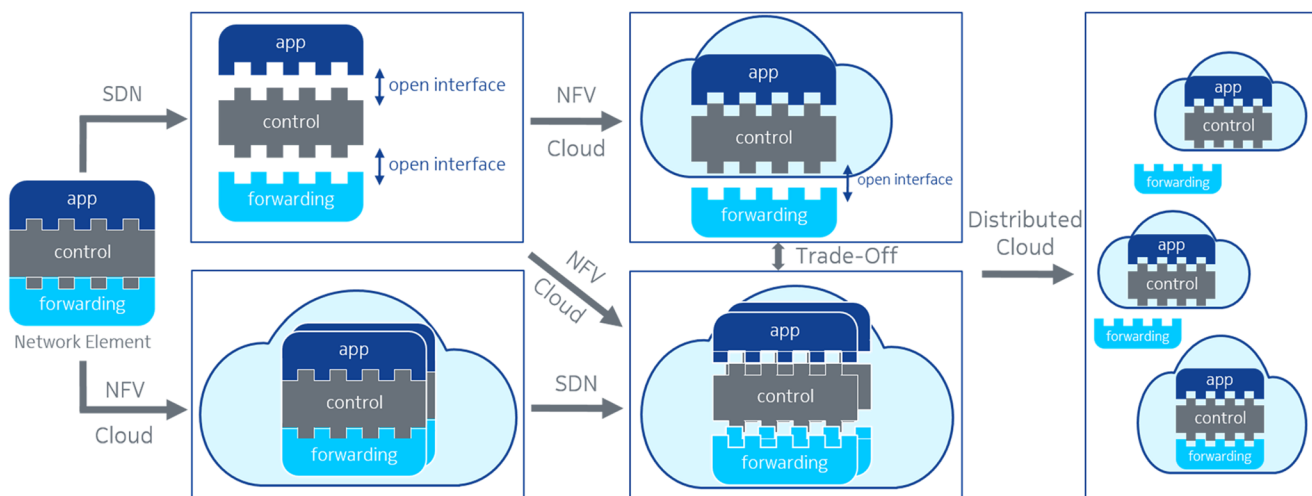 app
control
forwarding
Network Element
SDN
NFV
Cloud
app
open interface
control
open interface
forwarding
NFV
Cloud
app
control
open interface
forwarding
NFV
Cloud
Trade-Off
app
control
forwarding
SDN
app
control
forwarding
Distributed
Cloud
app
control
forwarding
app
control
forwarding
app
control
forwarding